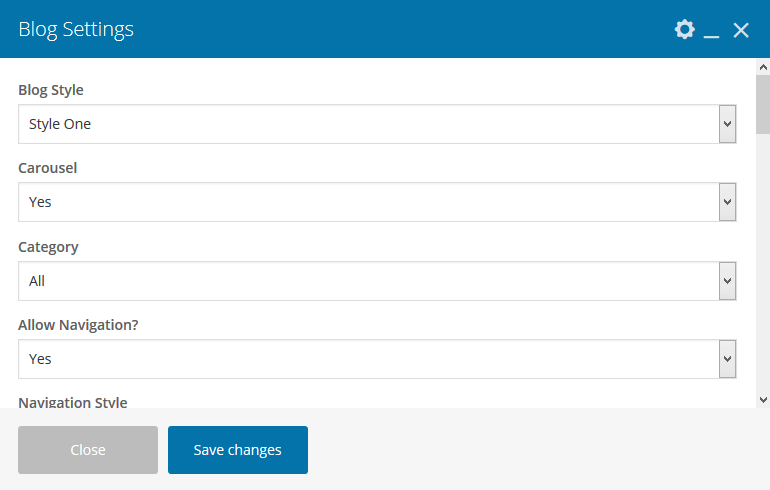 Blog Settings
Blog Style
Style One
Carousel
Yes
Category
All
Allow Navigation?
Yes
Navigation Style
Close
Save changes